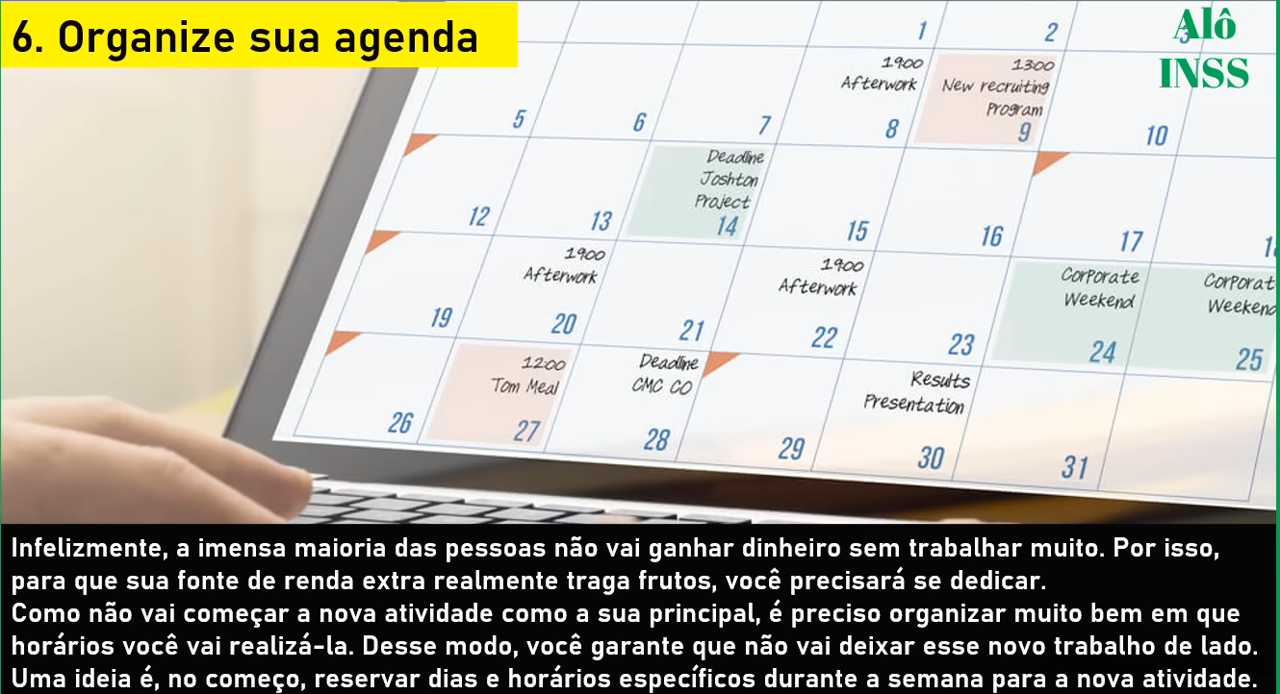 6. Organize sua agenda
Alô
INSS
1
2
3
1900
Afterwork
1300
New recruiting
Program
5
6
7
8
9
10
Deadline
Joshton
Project
12
13
14
15
16
17
1900
Afterwork
1900
Afterwork
Corporate
Weekend
Corporat
Weekend
19
20
21
22
23
24
25
1200
Tom Meal
Deadline
CMC CO
Results
Presentation
26
27
28
29
30
31
Infelizmente, a imensa maioria das pessoas não vai ganhar dinheiro sem trabalhar muito. Por isso,
para que sua fonte de renda extra realmente traga frutos, você precisará se dedicar.
Como não vai começar a nova atividade como a sua principal, é preciso organizar muito bem em que
horários você vai realizá-la. Desse modo, você garante que não vai deixar esse novo trabalho de lado.
Uma ideia é, no começo, reservar dias e horários específicos durante a semana para a nova atividade.